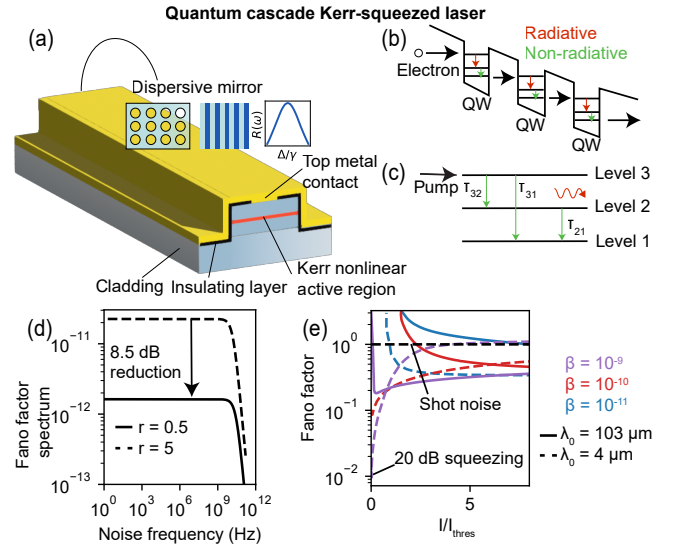 Quantum cascade Kerr-squeezed laser
(a)
Dispersive mirror
R(ω)
Δ/γ
Top metal
contact
Cladding
Insulating layer
Kerr nonlinear
active region
(b)
Radiative
Non-radiative
Electron
QW
QW
QW
(c)
Pump
Level 3
τ32
τ31
Level 2
τ21
Level 1
(d)
Fano factor
spectrum
10⁻¹¹
10⁻¹²
10⁻¹³
8.5 dB
reduction
r = 0.5
r = 5
10⁰
10³
10⁶
10⁹
10¹²
Noise frequency (Hz)
(e)
Fano factor
10⁰
10⁻¹
10⁻²
Shot noise
20 dB squeezing
0
5
I/Ithres
β = 10⁻⁹
β = 10⁻¹⁰
β = 10⁻¹¹
λ₀ = 103 μm
λ₀ = 4 μm